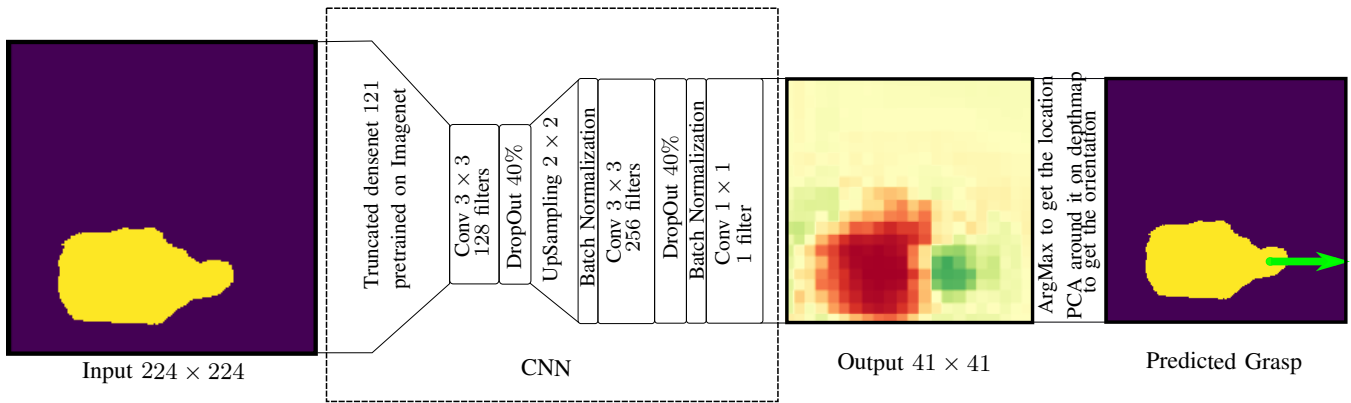 Input 224 × 224
Truncated densenet 121
pretrained on Imagenet
Conv 3 × 3
128 filters
DropOut 40%
UpSampling 2 × 2
Batch Normalization
Conv 3 × 3
256 filters
DropOut 40%
Batch Normalization
Conv 1 × 1
1 filter
CNN
Output 41 × 41
ArgMax to get the location
PCA around it on depthmap
to get the orientation
Predicted Grasp